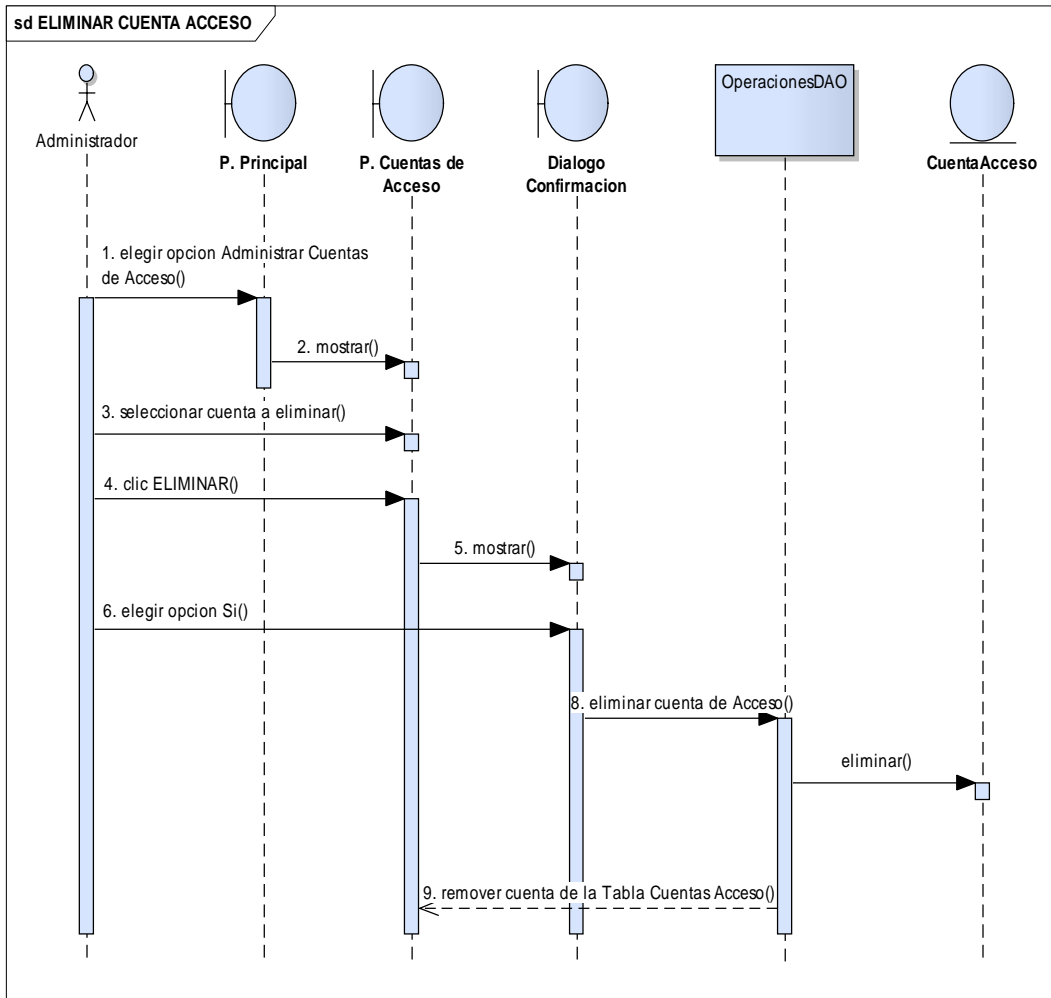 sd ELIMINAR CUENTA ACCESO
Administrador
P. Principal
P. Cuentas de
Acceso
Dialogo
Confirmacion
OperacionesDAO
CuentaAcceso
1. elegir opcion Administrar Cuentas
de Acceso()
2. mostrar()
3. seleccionar cuenta a eliminar()
4. clic ELIMINAR()
5. mostrar()
6. elegir opcion Si()
8. eliminar cuenta de Acceso()
eliminar()
9. remover cuenta de la Tabla Cuentas Acceso()